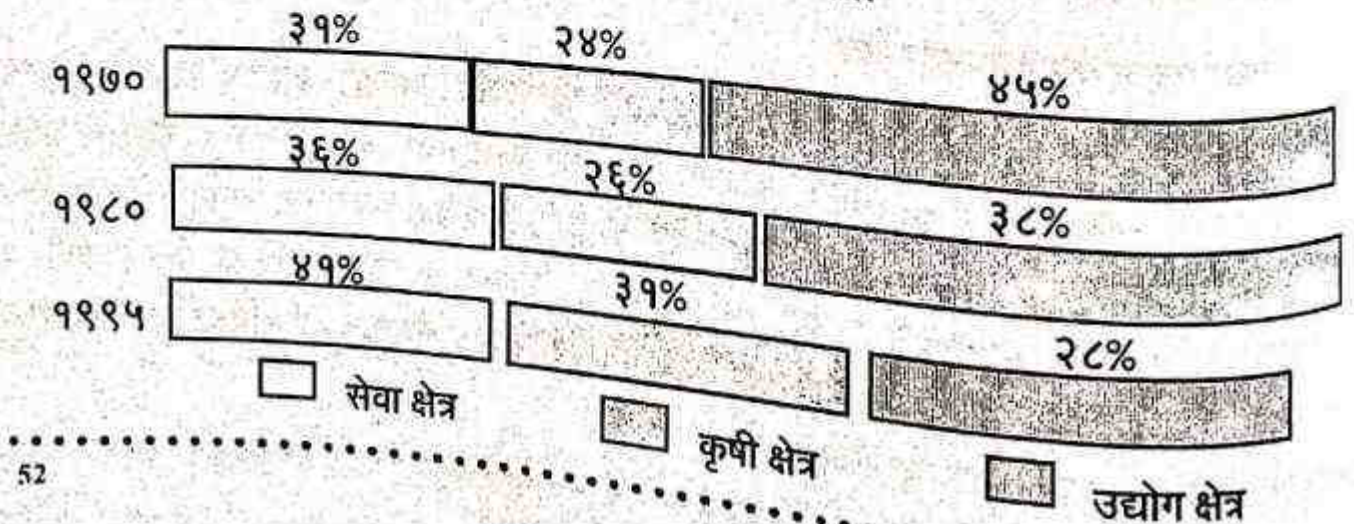 ३१% २४% ४५%
१९७०
३६% २६% ३८%
१९८०
४१% ३१% २८%
१९९५
सेवा क्षेत्र कृषी क्षेत्र उद्योग क्षेत्र
52